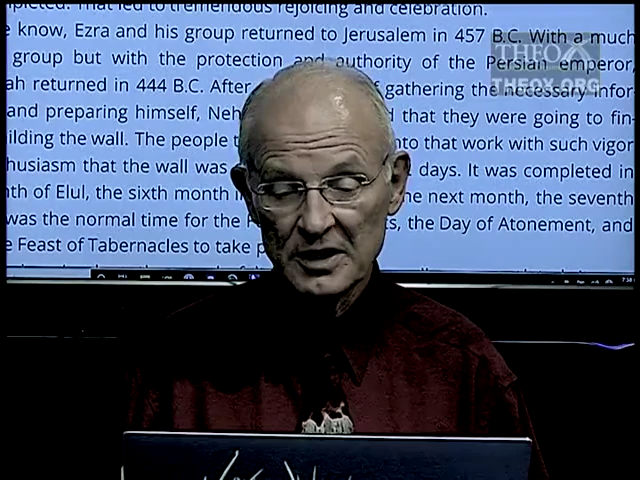 pleted. That led to tremendous rejoicing and celebration.
e know, Ezra and his group returned to Jerusalem in 457 B.C. With a much
group but with the protection and authority of the Persian emperor,
ah returned in 444 B.C. After gathering the necessary infor-
and preparing himself, Neh d that they were going to fin-
ilding the wall. The people t nto that work with such vigor
husiasm that the wall was days. It was completed in
nth of Elul, the sixth month i he next month, the seventh
was the normal time for the F s, the Day of Atonement, and
e Feast of Tabernacles to take p
THEOX
THEOX.ORG